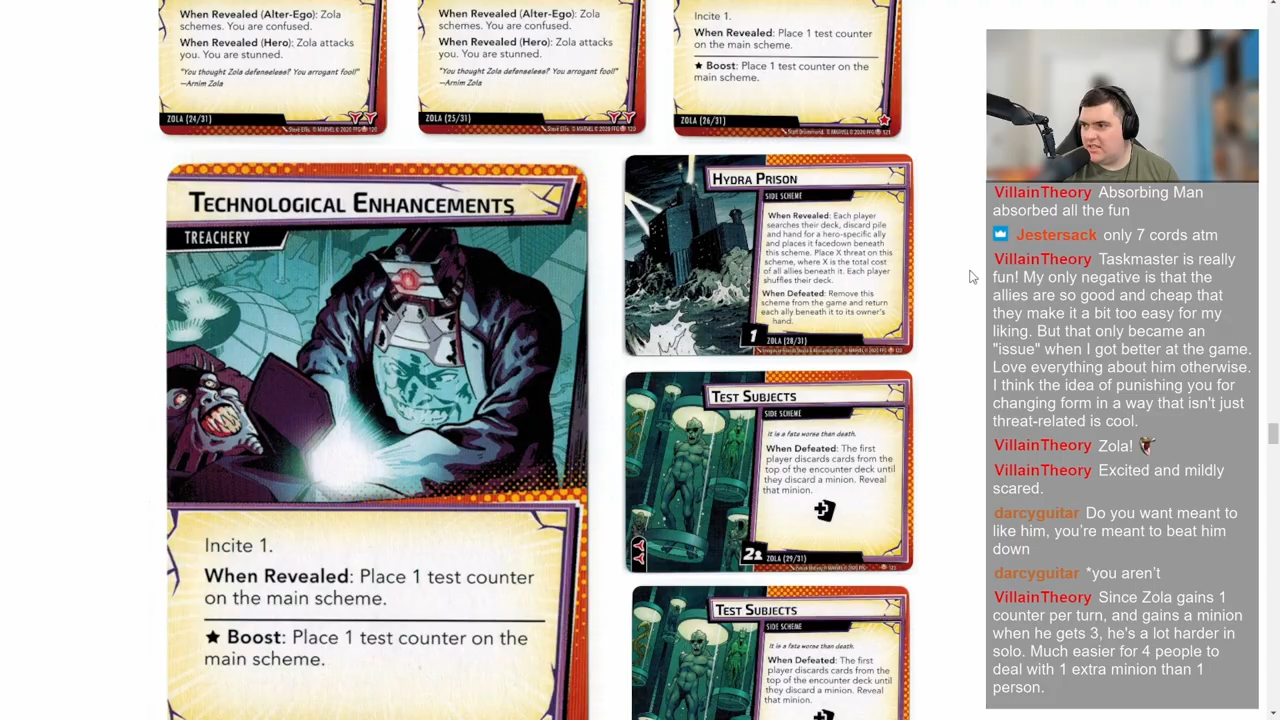 When Revealed (Alter-Ego): Zola
schemes. You are confused.
When Revealed (Hero): Zola attacks
you. You are stunned.
"You thought Zola defenseless? You arrogant fool!"
—Arnim Zola
ZOLA (24/31)
When Revealed (Alter-Ego): Zola
schemes. You are confused.
When Revealed (Hero): Zola attacks
you. You are stunned.
"You thought Zola defenseless? You arrogant fool!"
—Arnim Zola
ZOLA (25/31)
Incite 1.
When Revealed: Place 1 test counter
on the main scheme.
★ Boost: Place 1 test counter on the
main scheme.
ZOLA (26/31)
TECHNOLOGICAL ENHANCEMENTS
TREACHERY
Incite 1.
When Revealed: Place 1 test counter
on the main scheme.
★ Boost: Place 1 test counter on the
main scheme.
HYDRA PRISON
SIDE SCHEME
When Revealed: Each player
searches their deck, discard pile
and hand for a hero-specific ally
and places it facedown beneath
this scheme. Place X threat on this
scheme, where X is the total cost
of all allies beneath it. Each player
shuffles their deck.
When Defeated: Remove this
scheme from the game and return
each ally beneath it to its owner's
hand.
1
ZOLA (28/31)
TEST SUBJECTS
SIDE SCHEME
It is a fate worse than death.
When Defeated: The first
player discards cards from the
top of the encounter deck until
they discard a minion. Reveal
that minion.
2
ZOLA (29/31)
TEST SUBJECTS
SIDE SCHEME
It is a fate worse than death.
When Defeated: The first
player discards cards from the
top of the encounter deck until
they discard a minion. Reveal
that minion.
VillainTheory Absorbing Man
absorbed all the fun
Jestersack only 7 cords atm
VillainTheory Taskmaster is really
fun! My only negative is that the
allies are so good and cheap that
they make it a bit too easy for my
liking. But that only became an
"issue" when I got better at the game.
Love everything about him otherwise.
I think the idea of punishing you for
changing form in a way that isn't just
threat-related is cool.
VillainTheory Zola!
VillainTheory Excited and mildly
scared.
darcyguitar Do you want meant to
like him, you're meant to beat him
down
darcyguitar *you aren't
VillainTheory Since Zola gains 1
counter per turn, and gains a minion
when he gets 3, he's a lot harder in
solo. Much easier for 4 people to
deal with 1 extra minion than 1
person.